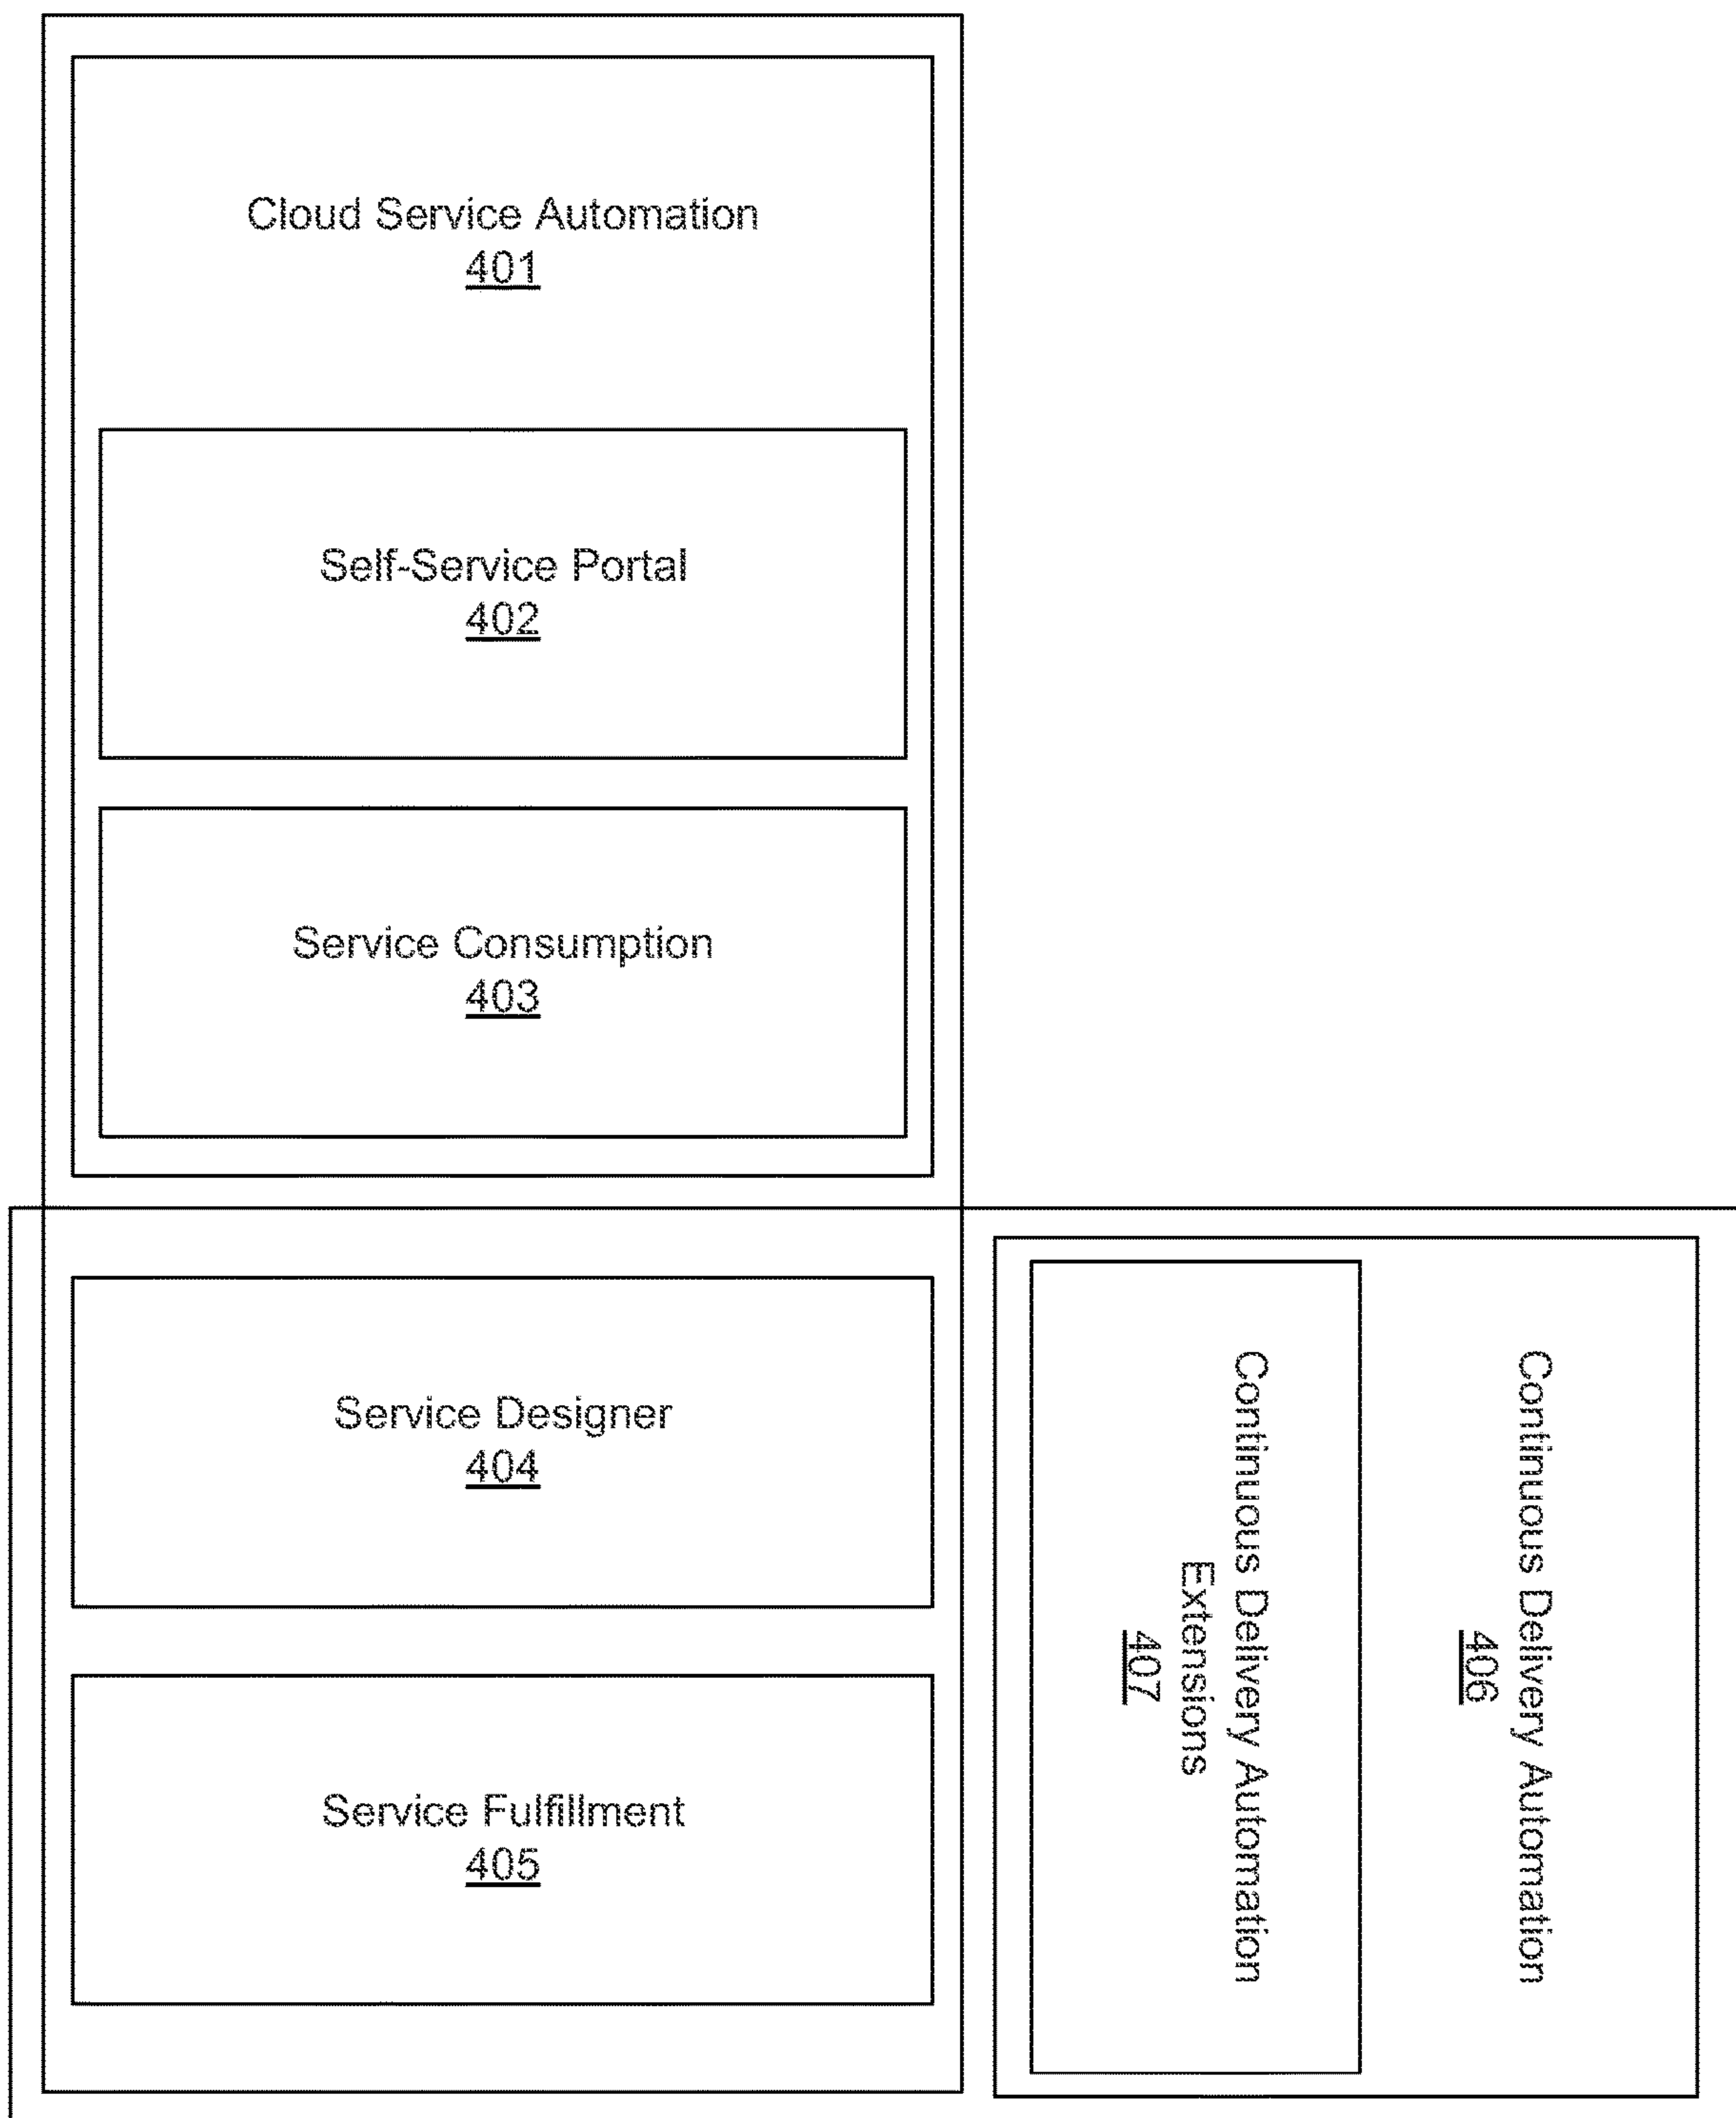 Cloud Service Automation
401
Self-Service Portal
402
Service Consumption
403
Service Designer
404
Service Fulfillment
405
Continuous Delivery Automation
406
Continuous Delivery Automation
Extensions
407